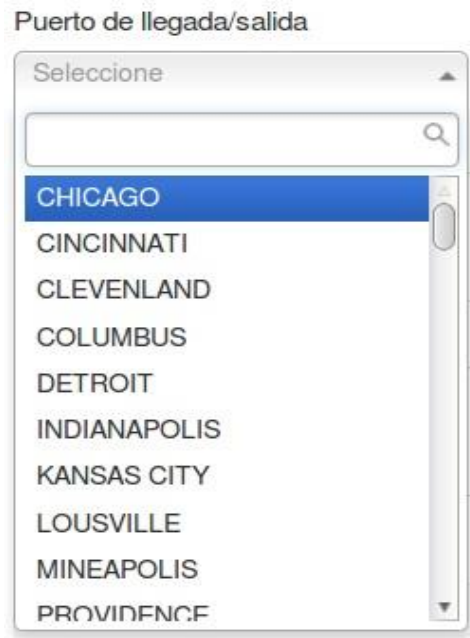 Puerto de llegada/salida
Seleccione
CHICAGO
CINCINNATI
CLEVENLAND
COLUMBUS
DETROIT
INDIANAPOLIS
KANSAS CITY
LOUSVILLE
MINEAPOLIS
PROVIDENCE